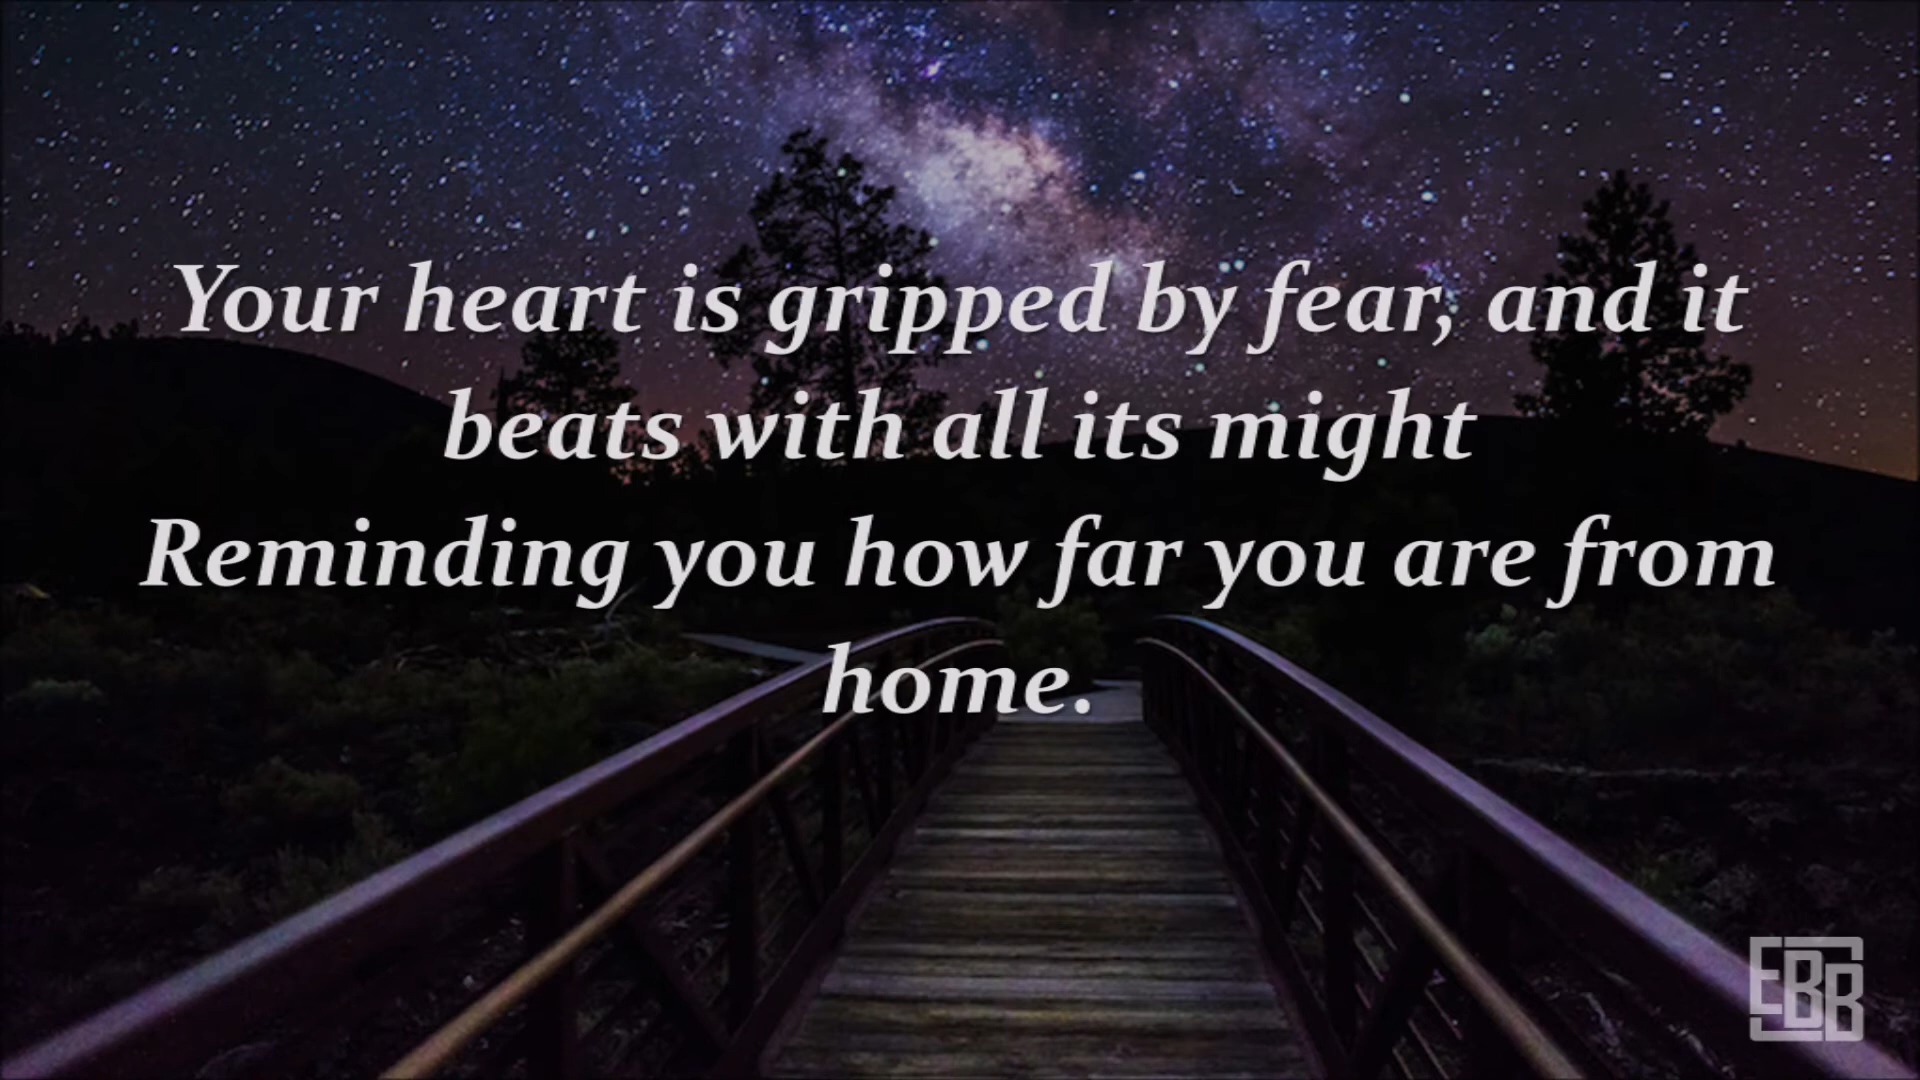 Your heart is gripped by fear, and it
beats with all its might
Reminding you how far you are from
home.
EBB